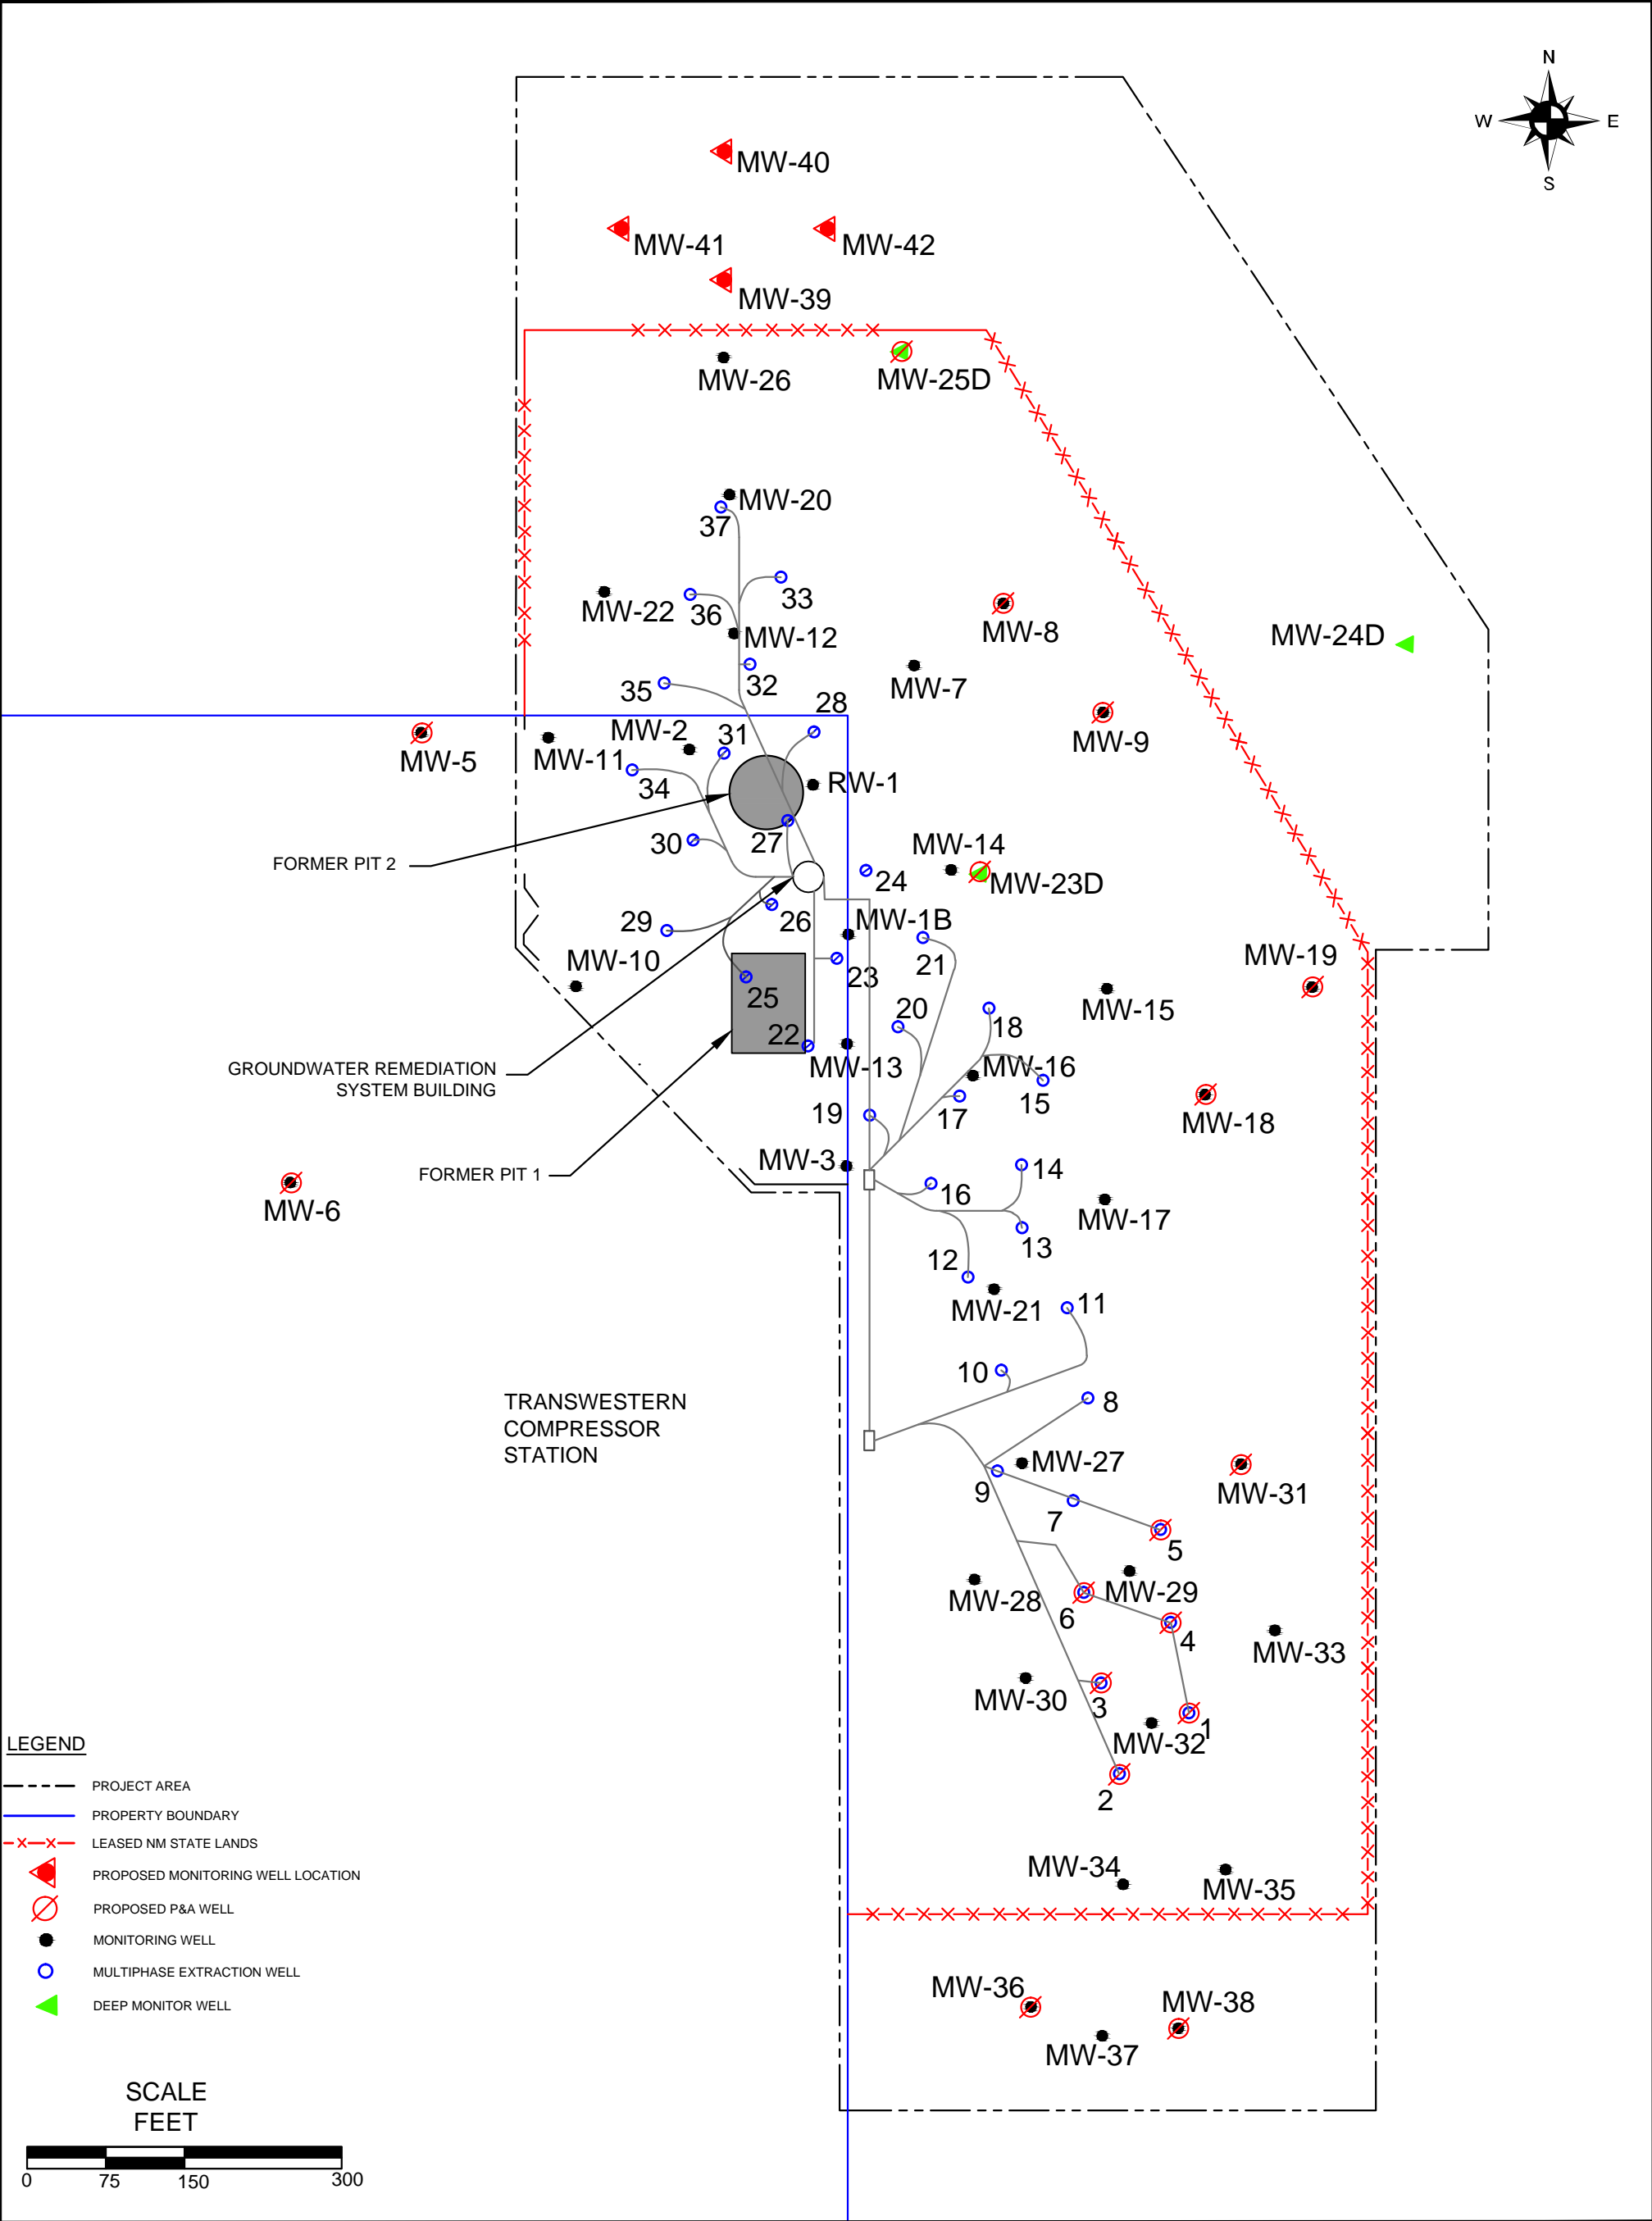 N
W
E
S
MW-40
MW-41
MW-42
MW-39
MW-26
MW-25D
MW-20
37
33
36
MW-22
MW-12
MW-8
MW-24D
32
35
MW-7
28
MW-5
MW-11
MW-2
31
MW-9
34
RW-1
30
27
FORMER PIT 2
MW-14
24
MW-23D
29
26
MW-1B
21
MW-10
23
MW-19
25
20
18
MW-15
22
MW-13
MW-16
GROUNDWATER REMEDIATION
SYSTEM BUILDING
19
17
15
MW-18
MW-3
14
FORMER PIT 1
16
MW-6
MW-17
13
12
MW-21
11
10
8
TRANSWESTERN
COMPRESSOR
STATION
MW-27
9
7
MW-31
5
MW-28
MW-29
6
4
MW-33
MW-30
3
1
MW-32
2
LEGEND
PROJECT AREA
PROPERTY BOUNDARY
LEASED NM STATE LANDS
PROPOSED MONITORING WELL LOCATION
PROPOSED P&A WELL
MONITORING WELL
MULTIPHASE EXTRACTION WELL
DEEP MONITOR WELL
MW-34
MW-35
MW-36
MW-38
MW-37
SCALE
FEET
0 75 150 300